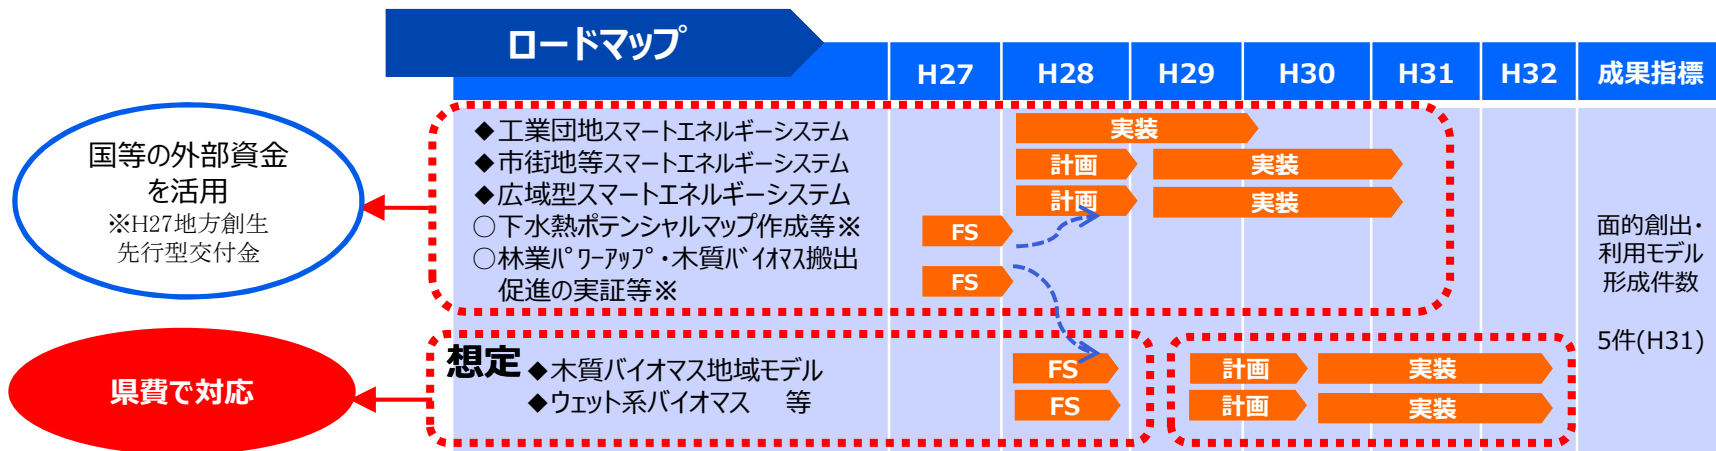 ロードマップ
H27 H28 H29 H30 H31 H32 成果指標
国等の外部資金
を活用
※H27地方創生
先行型交付金
◆工業団地スマートエネルギーシステム 実装
◆市街地等スマートエネルギーシステム 計画 実装
◆広域型スマートエネルギーシステム 計画 実装
○下水熱ポテンシャルマップ作成等※ FS
○林業ﾊﾟﾜｰｱｯﾌﾟ・木質ﾊﾞｲｵﾏｽ搬出
促進の実証等※ FS
面的創出・
利用モデル
形成件数
5件(H31)
県費で対応
想定
◆木質バイオマス地域モデル FS 計画 実装
◆ウェット系バイオマス 等 FS 計画 実装